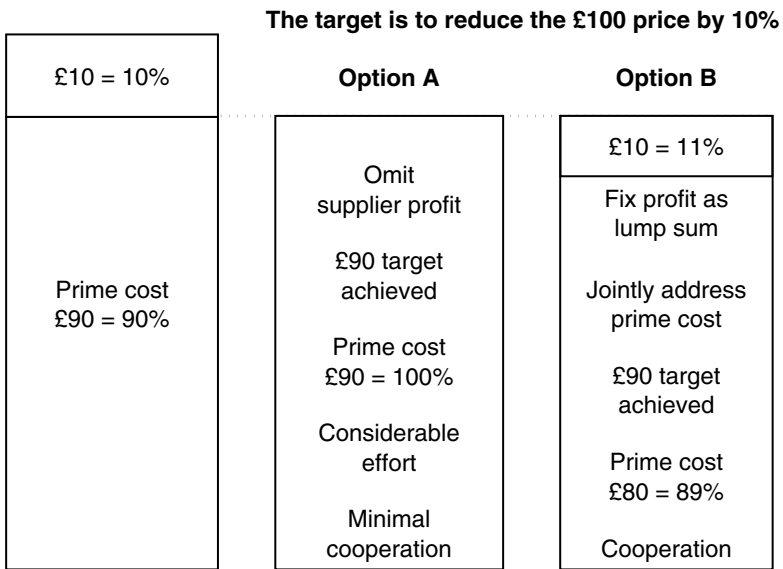 The target is to reduce the £100 price by 10%
£10 = 10%
Prime cost
£90 = 90%
Option A
Omit
supplier profit
£90 target
achieved
Prime cost
£90 = 100%
Considerable
effort
Minimal
cooperation
Option B
£10 = 11%
Fix profit as
lump sum
Jointly address
prime cost
£90 target
achieved
Prime cost
£80 = 89%
Cooperation